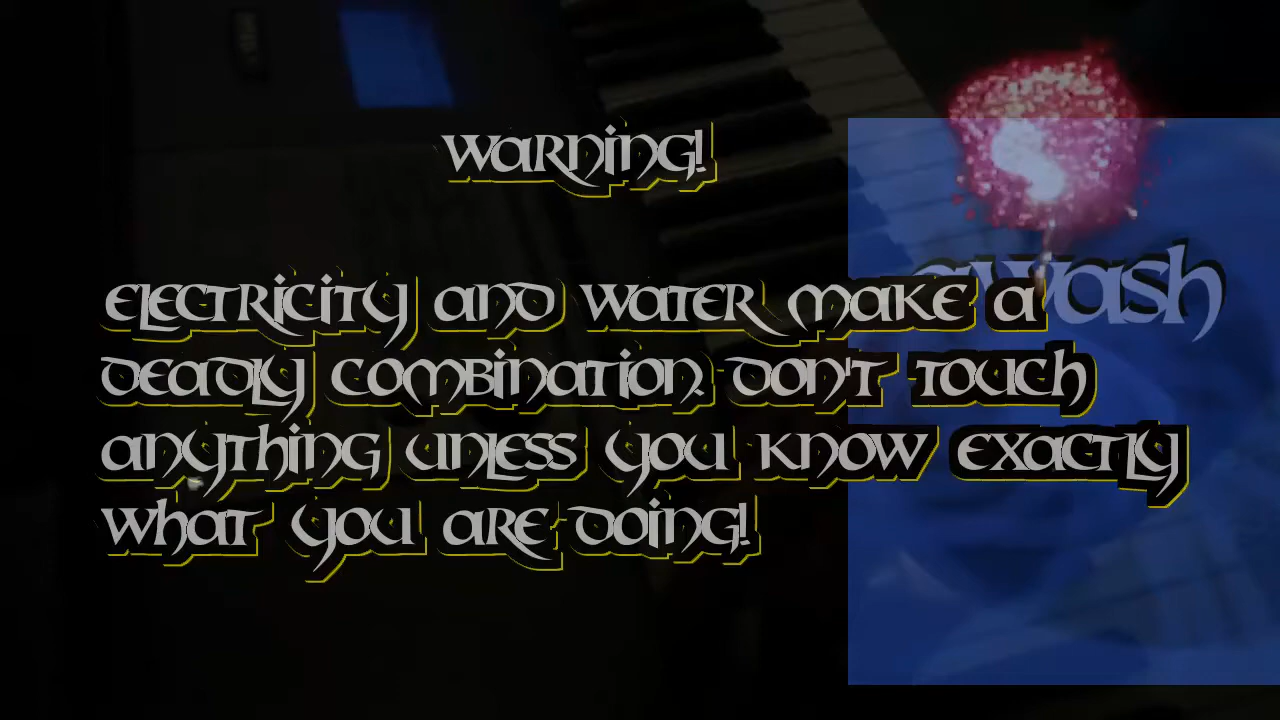 Warning!
Electricity and water make a
deadly combination. Don't touch
anything unless you know exactly
what you are doing!